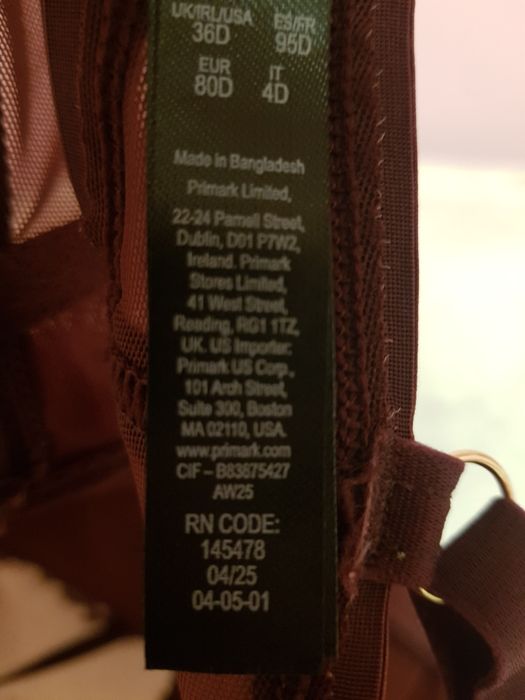 UK/IRL/USA ES/FR
36D 95D
EUR IT
80D 4D
Made in Bangladesh
Primark Limited,
22-24 Parnell Street,
Dublin, D01 P7W2,
Ireland. Primark
Stores Limited,
41 West Street,
Reading, RG1 1TZ,
UK. US Importer:
Primark US Corp.,
101 Arch Street,
Suite 300, Boston
MA 02110, USA.
www.primark.com
CIF – B83875427
AW25
RN CODE:
145478
04/25
04-05-01